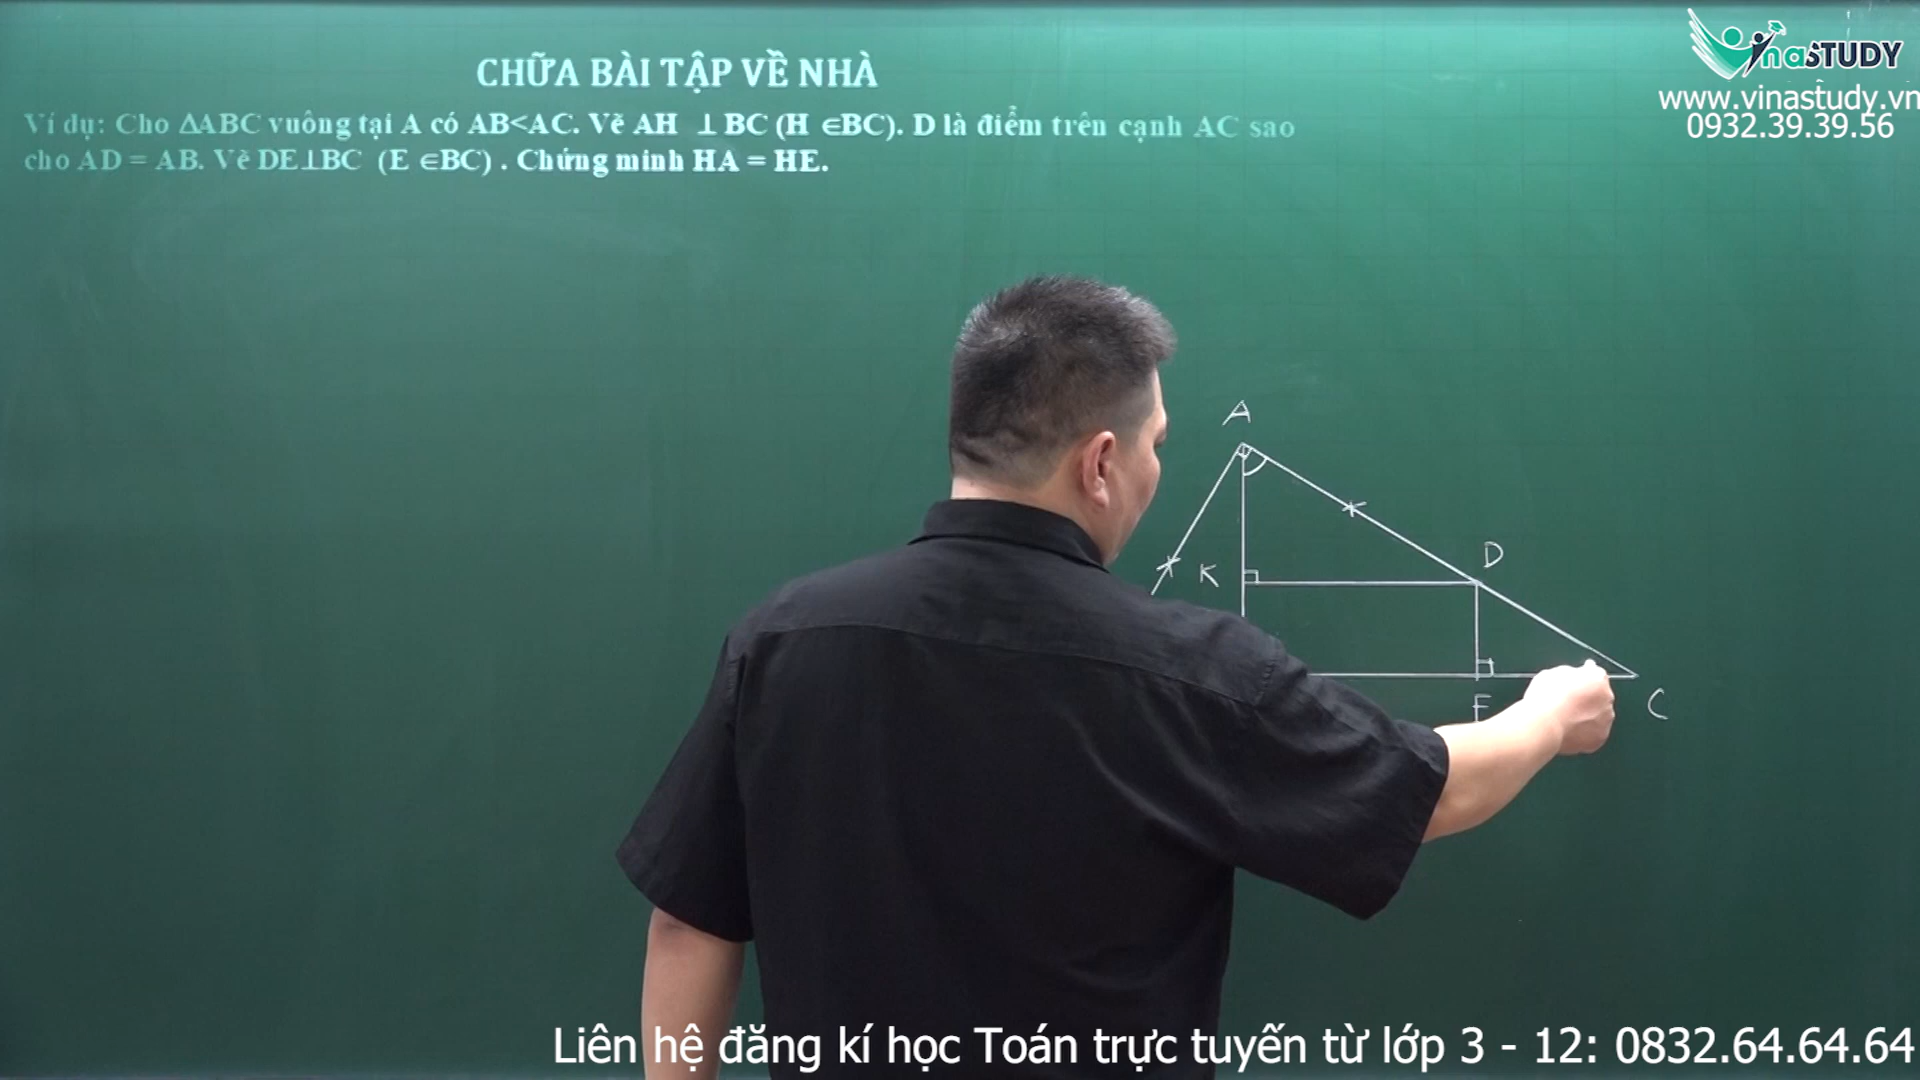 VinaSTUDY
www.vinastudy.vn
0932.39.39.56
CHỮA BÀI TẬP VỀ NHÀ
Ví dụ: Cho ΔABC vuông tại A có AB<AC. Vẽ AH ⊥ BC (H ∈BC). D là điểm trên cạnh AC sao
cho AD = AB. Vẽ DE⊥BC (E ∈BC) . Chứng minh HA = HE.
A
D
K
E
C
Liên hệ đăng kí học Toán trực tuyến từ lớp 3 - 12: 0832.64.64.64